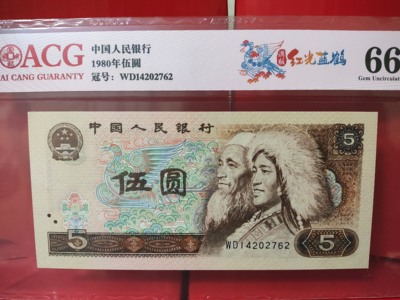 ACG
AI CANG GUARANTY
中国人民银行
1980年伍圆
冠号: WD14202762
红光蓝鹤
66
Gem Uncirculat
中国人民银行
5
伍圆
WD14202762
5
5